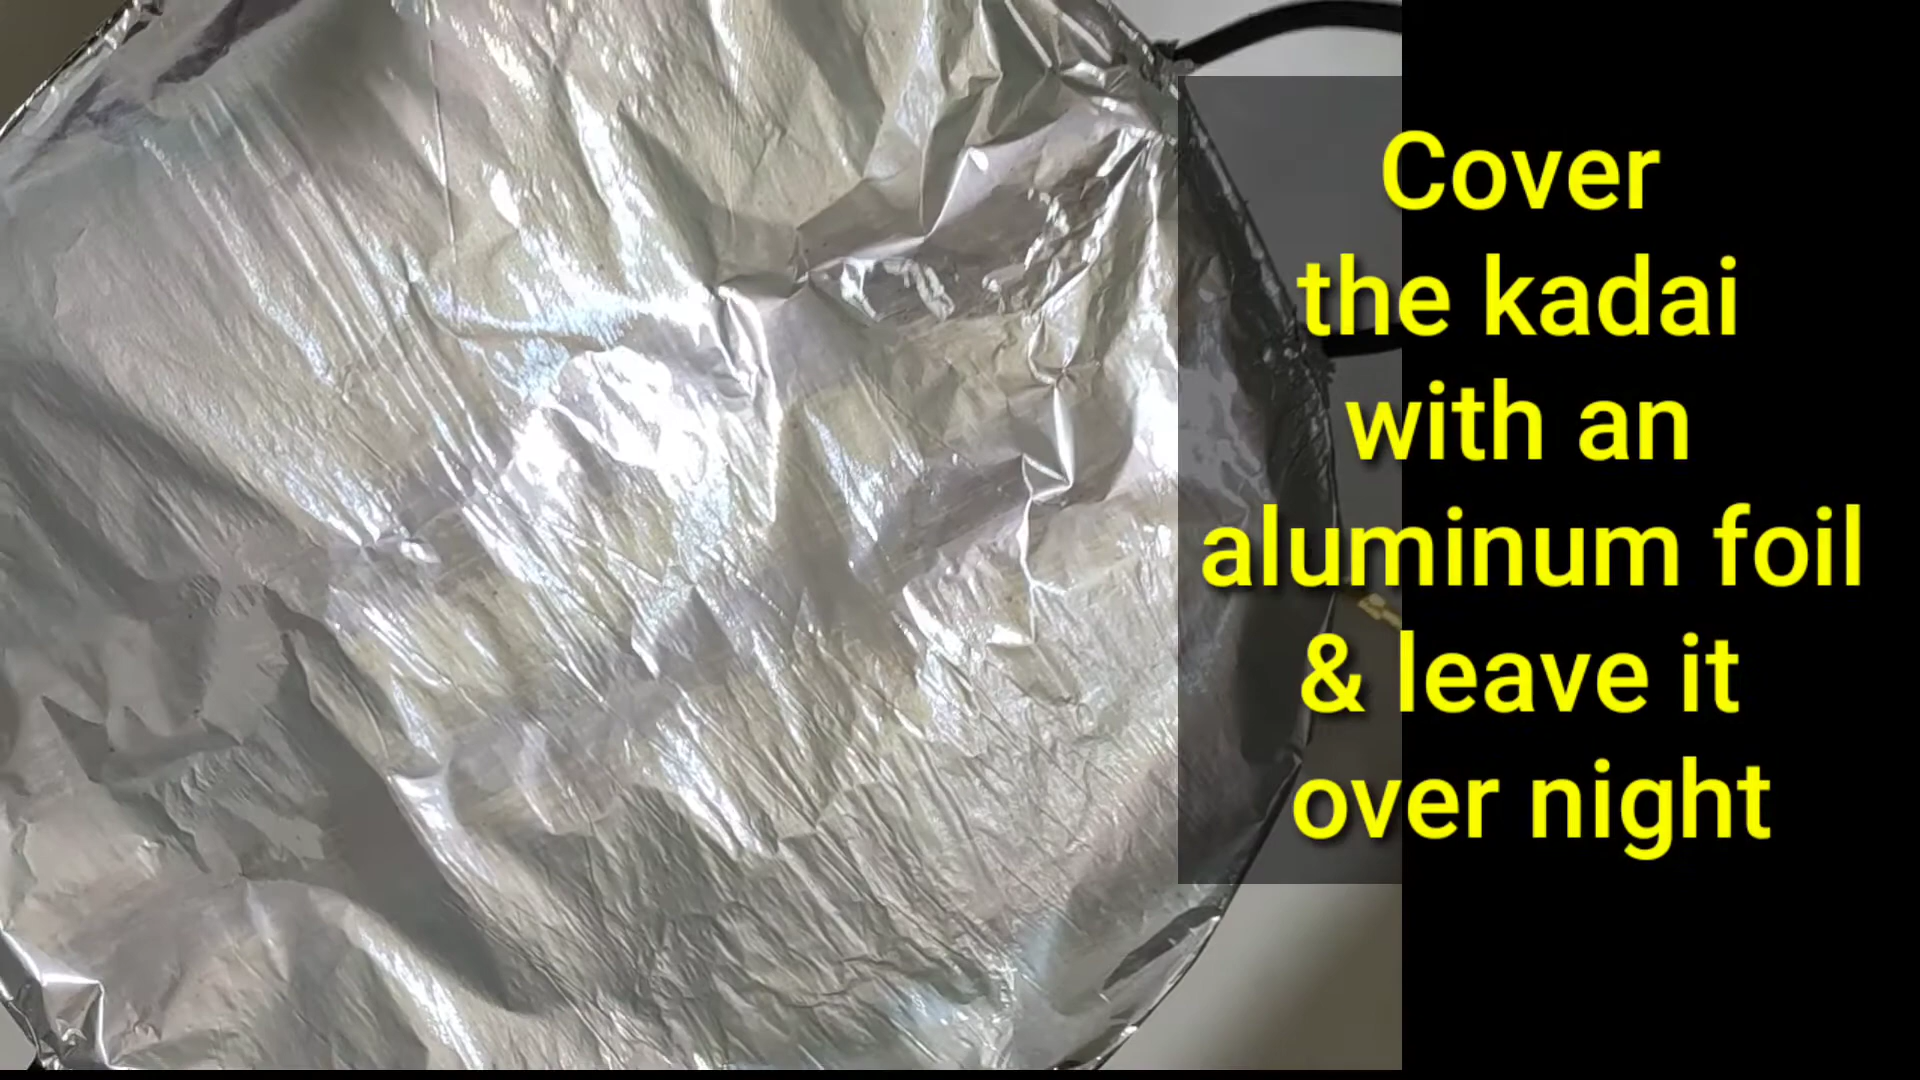 Cover
the kadai
with an
aluminum foil
& leave it
over night